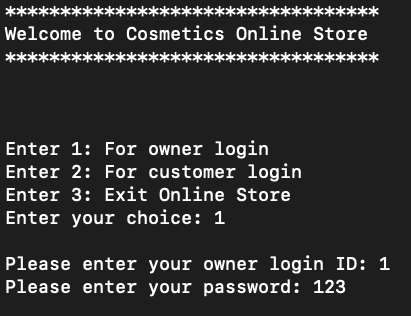 **********************************
Welcome to Cosmetics Online Store
**********************************
Enter 1: For owner login
Enter 2: For customer login
Enter 3: Exit Online Store
Enter your choice: 1
Please enter your owner login ID: 1
Please enter your password: 123